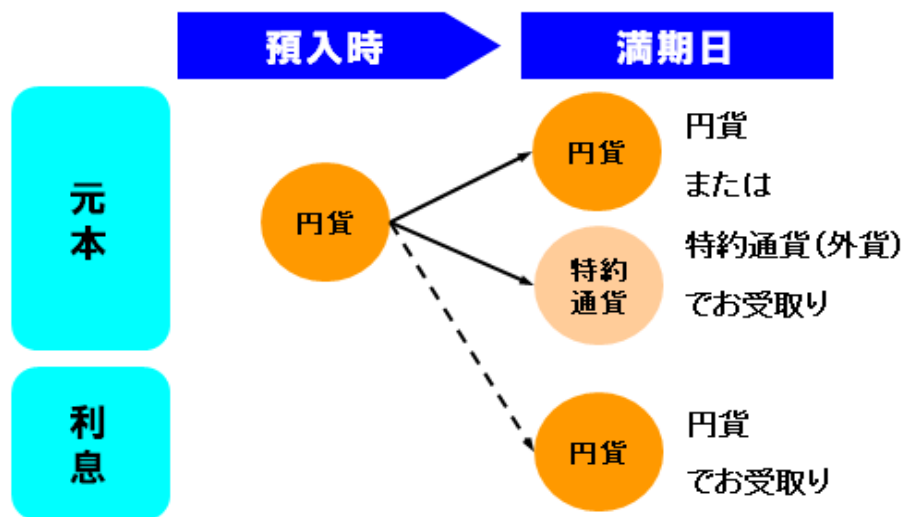 預入時
満期日
元本
円貨
円貨
円貨
または
特約
通貨
特約通貨(外貨)
でお受取り
利息
円貨
円貨
でお受取り